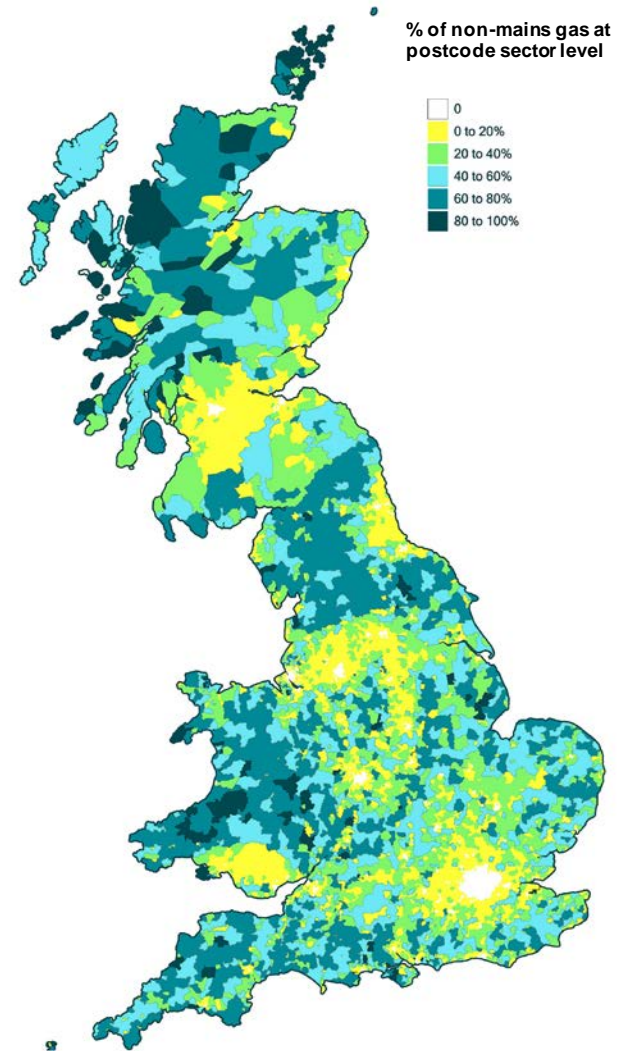 % of non-mains gas at
postcode sector level
0
0 to 20%
20 to 40%
40 to 60%
60 to 80%
80 to 100%